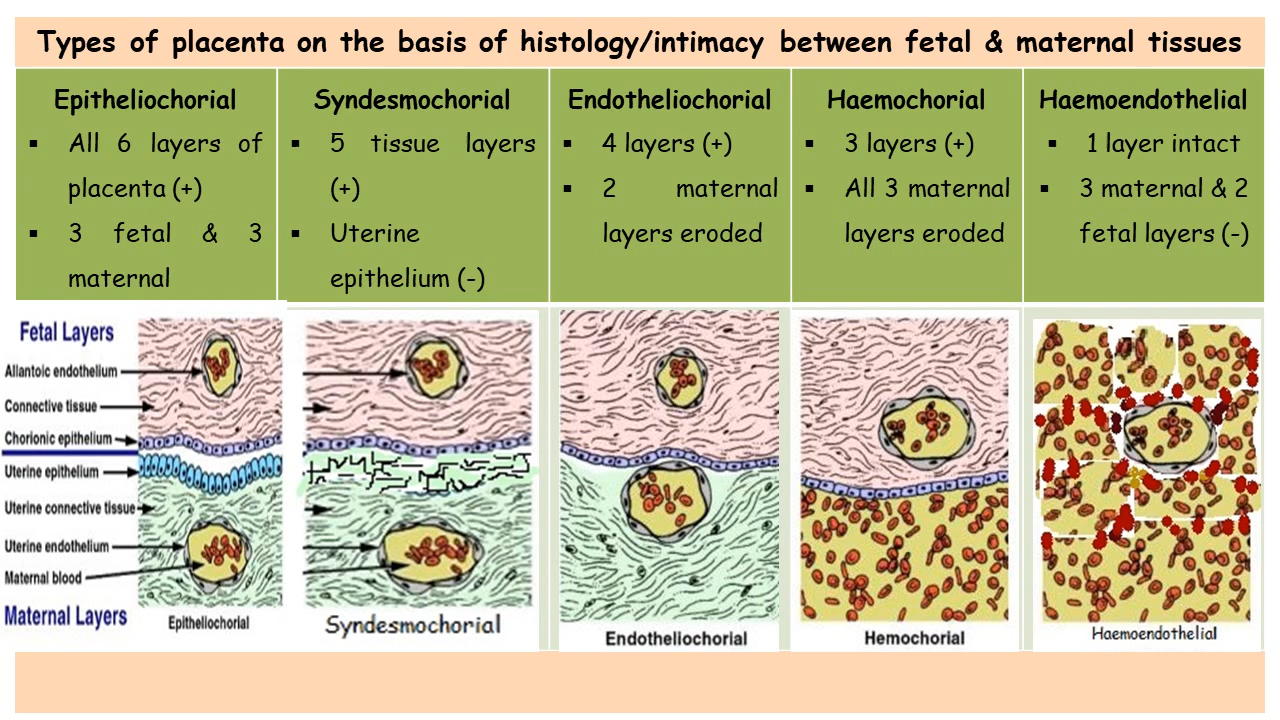 Types of placenta on the basis of histology/intimacy between fetal & maternal tissues
Epitheliochorial
▪ All 6 layers of
placenta (+)
▪ 3 fetal & 3
maternal
Syndesmochorial
▪ 5 tissue layers
(+)
▪ Uterine
epithelium (-)
Endotheliochorial
▪ 4 layers (+)
▪ 2 maternal
layers eroded
Haemochorial
▪ 3 layers (+)
▪ All 3 maternal
layers eroded
Haemoendothelial
▪ 1 layer intact
▪ 3 maternal & 2
fetal layers (-)
Fetal Layers
Allantoic endothelium
Connective tissue
Chorionic epithelium
Uterine epithelium
Uterine connective tissue
Uterine endothelium
Maternal blood
Maternal Layers
Epitheliochorial
Syndesmochorial
Endotheliochorial
Hemochorial
Haemoendothelial